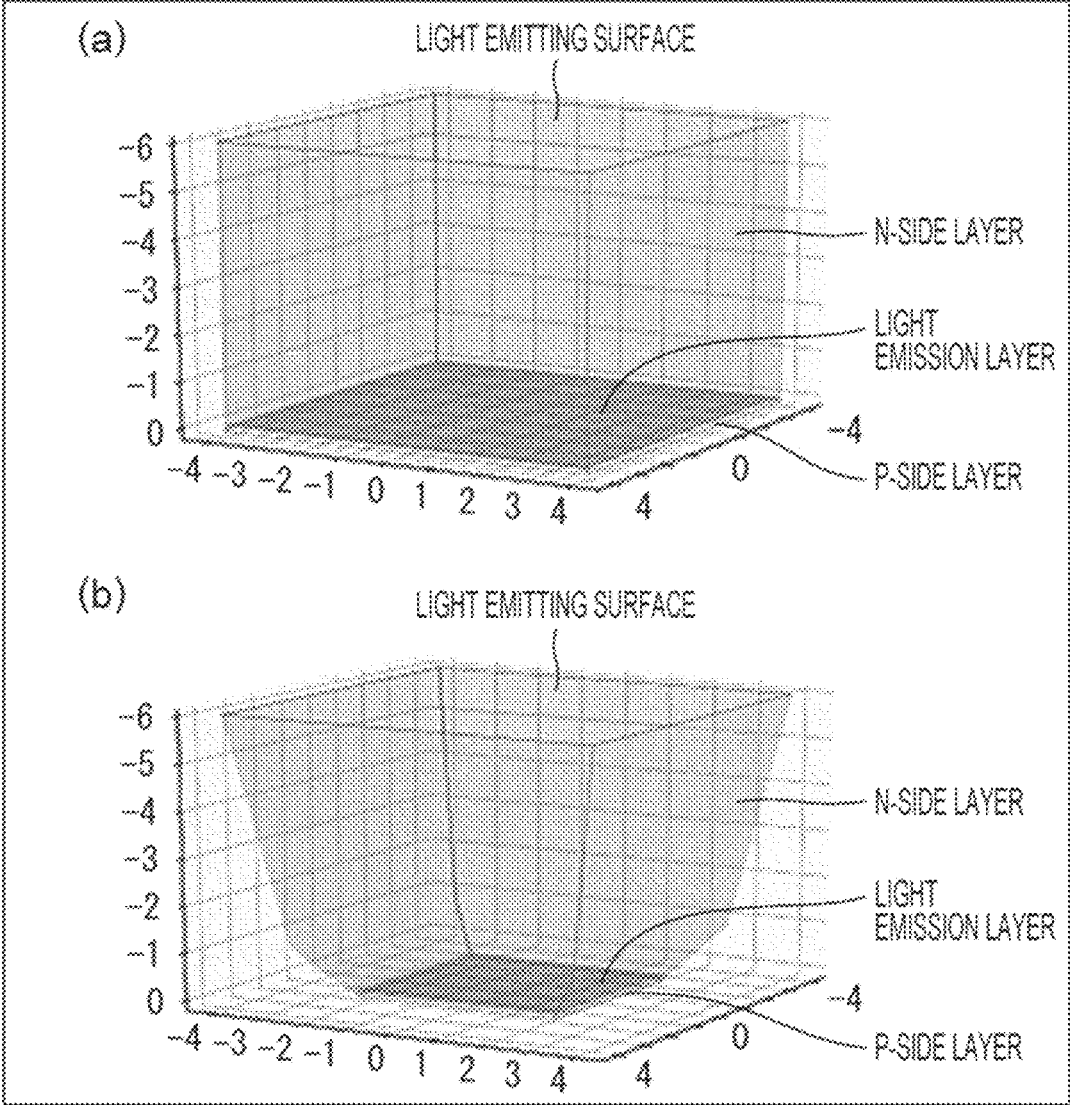 (a)
LIGHT EMITTING SURFACE
-6
-5
-4
-3
-2
-1
0
-4 -3 -2 -1 0 1 2 3 4
4 0 -4
N-SIDE LAYER
LIGHT
EMISSION LAYER
P-SIDE LAYER
(b)
LIGHT EMITTING SURFACE
-6
-5
-4
-3
-2
-1
0
-4 -3 -2 -1 0 1 2 3 4
4 0 -4
N-SIDE LAYER
LIGHT
EMISSION LAYER
P-SIDE LAYER